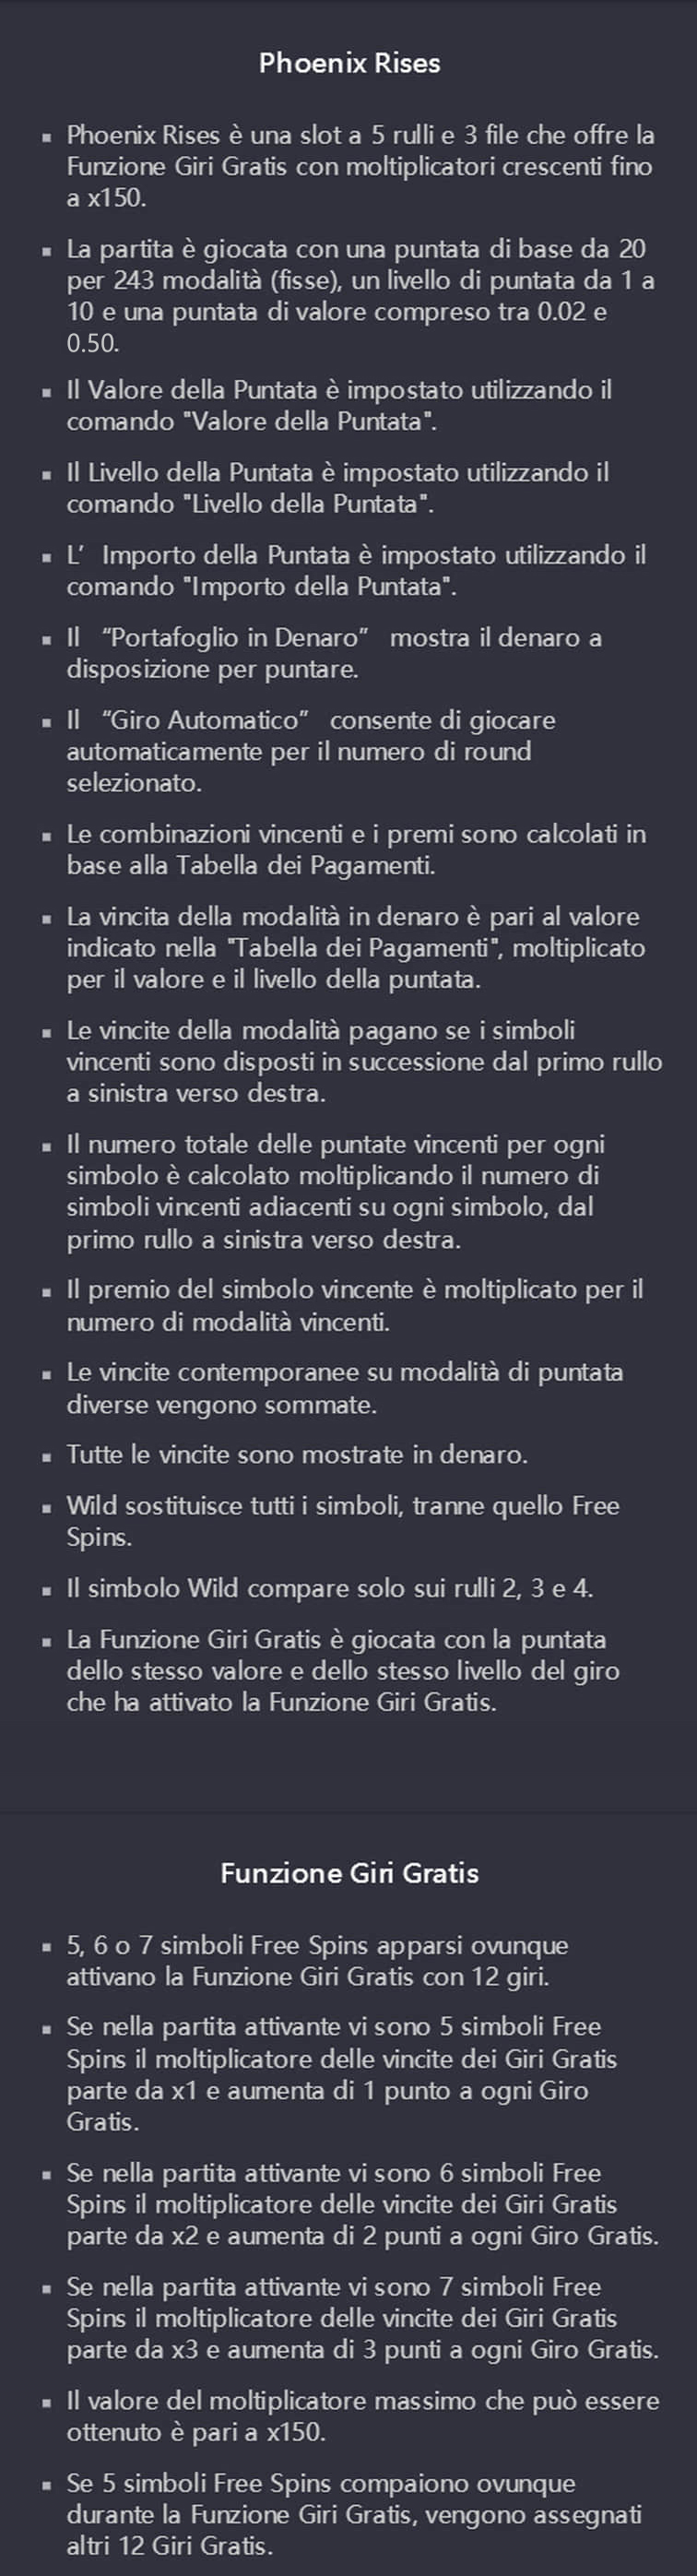 Phoenix Rises
▪ Phoenix Rises è una slot a 5 rulli e 3 file che offre la
Funzione Giri Gratis con moltiplicatori crescenti fino
a x150.
▪ La partita è giocata con una puntata di base da 20
per 243 modalità (fisse), un livello di puntata da 1 a
10 e una puntata di valore compreso tra 0.02 e
0.50.
▪ Il Valore della Puntata è impostato utilizzando il
comando "Valore della Puntata".
▪ Il Livello della Puntata è impostato utilizzando il
comando "Livello della Puntata".
▪ L’ Importo della Puntata è impostato utilizzando il
comando "Importo della Puntata".
▪ Il “Portafoglio in Denaro” mostra il denaro a
disposizione per puntare.
▪ Il “Giro Automatico” consente di giocare
automaticamente per il numero di round
selezionato.
▪ Le combinazioni vincenti e i premi sono calcolati in
base alla Tabella dei Pagamenti.
▪ La vincita della modalità in denaro è pari al valore
indicato nella "Tabella dei Pagamenti", moltiplicato
per il valore e il livello della puntata.
▪ Le vincite della modalità pagano se i simboli
vincenti sono disposti in successione dal primo rullo
a sinistra verso destra.
▪ Il numero totale delle puntate vincenti per ogni
simbolo è calcolato moltiplicando il numero di
simboli vincenti adiacenti su ogni simbolo, dal
primo rullo a sinistra verso destra.
▪ Il premio del simbolo vincente è moltiplicato per il
numero di modalità vincenti.
▪ Le vincite contemporanee su modalità di puntata
diverse vengono sommate.
▪ Tutte le vincite sono mostrate in denaro.
▪ Wild sostituisce tutti i simboli, tranne quello Free
Spins.
▪ Il simbolo Wild compare solo sui rulli 2, 3 e 4.
▪ La Funzione Giri Gratis è giocata con la puntata
dello stesso valore e dello stesso livello del giro
che ha attivato la Funzione Giri Gratis.
Funzione Giri Gratis
▪ 5, 6 o 7 simboli Free Spins apparsi ovunque
attivano la Funzione Giri Gratis con 12 giri.
▪ Se nella partita attivante vi sono 5 simboli Free
Spins il moltiplicatore delle vincite dei Giri Gratis
parte da x1 e aumenta di 1 punto a ogni Giro
Gratis.
▪ Se nella partita attivante vi sono 6 simboli Free
Spins il moltiplicatore delle vincite dei Giri Gratis
parte da x2 e aumenta di 2 punti a ogni Giro Gratis.
▪ Se nella partita attivante vi sono 7 simboli Free
Spins il moltiplicatore delle vincite dei Giri Gratis
parte da x3 e aumenta di 3 punti a ogni Giro Gratis.
▪ Il valore del moltiplicatore massimo che può essere
ottenuto è pari a x150.
▪ Se 5 simboli Free Spins compaiono ovunque
durante la Funzione Giri Gratis, vengono assegnati
altri 12 Giri Gratis.